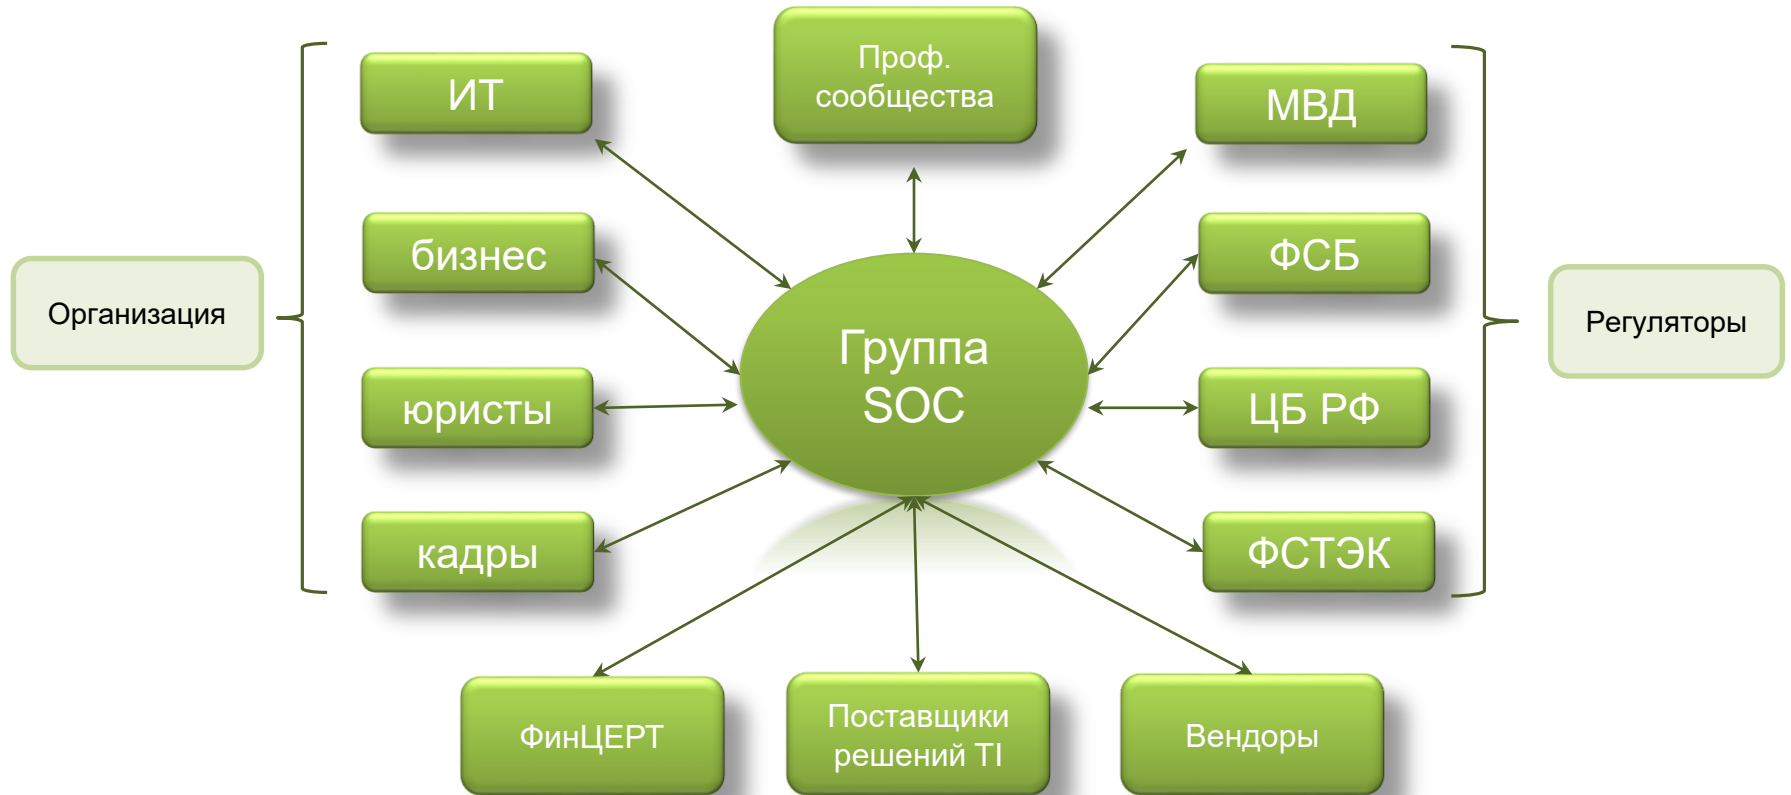 Проф.
сообщества
ИТ
МВД
бизнес
ФСБ
Организация
Регуляторы
Группа
SOC
юристы
ЦБ РФ
кадры
ФСТЭК
ФинЦЕРТ
Поставщики
решений TI
Вендоры